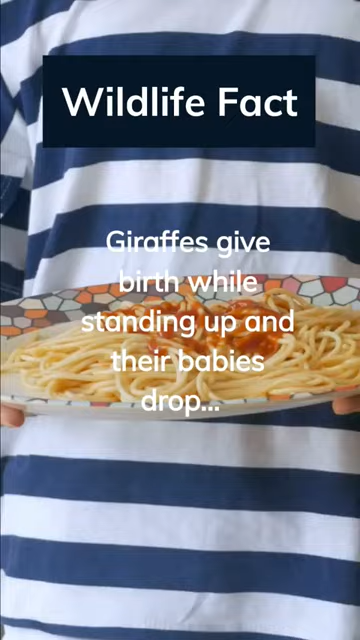 Wildlife Fact
Giraffes give
birth while
standing up and
their babies
drop...